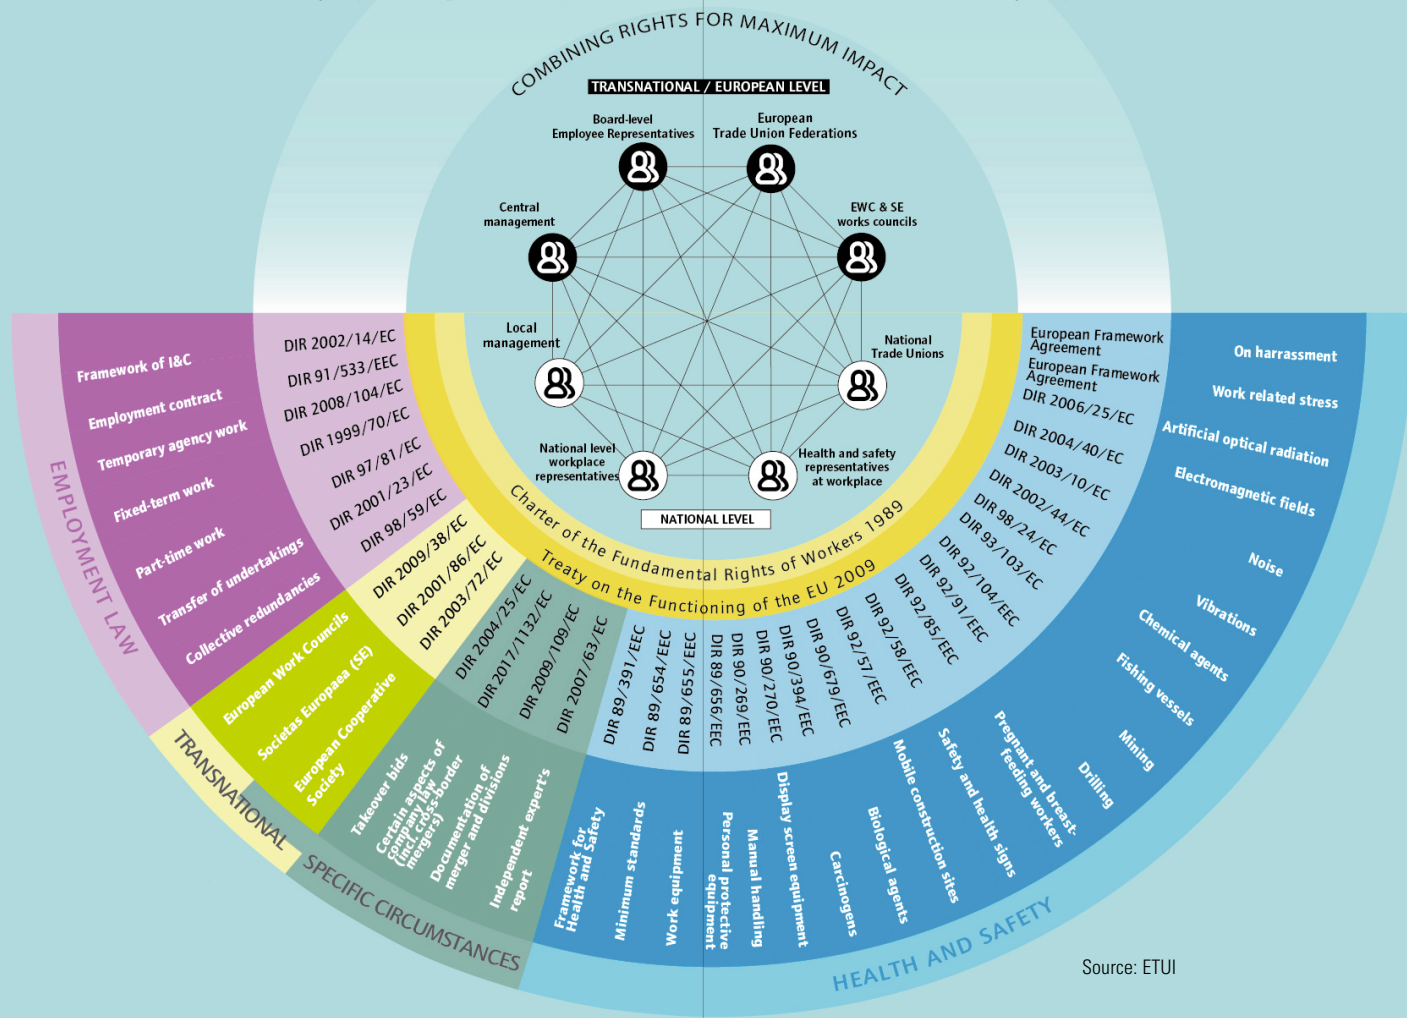 COMBINING RIGHTS FOR MAXIMUM IMPACT
TRANSNATIONAL / EUROPEAN LEVEL
Board-level
Employee Representatives
European
Trade Union Federations
Central
management
EWC & SE
works councils
Local
management
National
Trade Unions
National level
workplace
representatives
Health and safety
representatives
at workplace
NATIONAL LEVEL
Charter of the Fundamental Rights of Workers 1989
Treaty on the Functioning of the EU 2009
EMPLOYMENT LAW
Framework of I&C
DIR 2002/14/EC
Employment contract
DIR 91/533/EEC
Temporary agency work
DIR 2008/104/EC
Fixed-term work
DIR 1999/70/EC
Part-time work
DIR 97/81/EC
Transfer of undertakings
DIR 2001/23/EC
Collective redundancies
DIR 98/59/EC
TRANSNATIONAL
European Work Councils
DIR 2009/38/EC
Societas Europaea (SE)
DIR 2001/86/EC
European Cooperative
Society
DIR 2003/72/EC
SPECIFIC CIRCUMSTANCES
Takeover bids
DIR 2004/25/EC
Certain aspects of
company law
(incl. cross-border
mergers)
DIR 2017/1132/EC
Documentation of
merger and divisions
DIR 2009/109/EC
Independent expert's
report
DIR 2007/63/EC
HEALTH AND SAFETY
DIR 89/391/EEC
Framework for
Health and Safety
DIR 89/654/EEC
Minimum standards
DIR 89/655/EEC
Work equipment
DIR 89/656/EEC
Personal protective
equipment
DIR 90/269/EEC
Manual handling
DIR 90/270/EEC
Display screen equipment
DIR 90/394/EEC
Carcinogens
DIR 90/679/EEC
Biological agents
DIR 92/57/EEC
Mobile construction sites
DIR 92/58/EEC
Safety and health signs
DIR 92/85/EEC
Pregnant and breast-
feeding workers
DIR 92/91/EEC
Drilling
DIR 92/104/EEC
Mining
DIR 93/103/EC
Fishing vessels
DIR 98/24/EC
Chemical agents
DIR 2002/44/EC
Vibrations
DIR 2003/10/EC
Noise
DIR 2004/40/EC
Electromagnetic fields
DIR 2006/25/EC
Artificial optical radiation
European Framework
Agreement
Work related stress
European Framework
Agreement
On harrassment
Source: ETUI